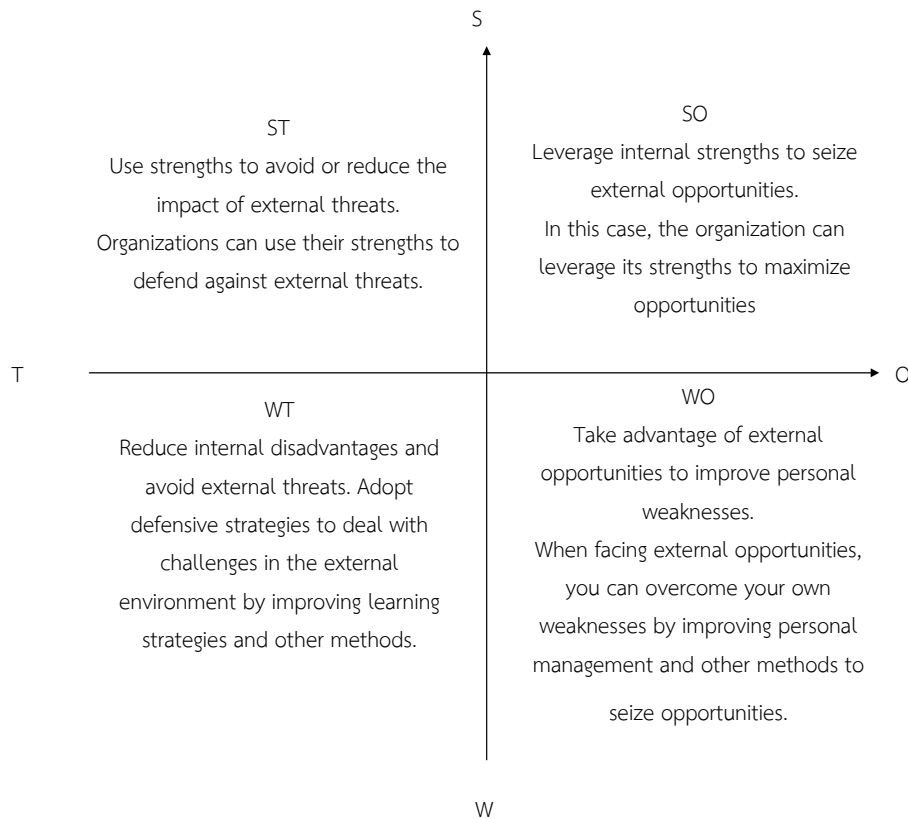 S
ST
Use strengths to avoid or reduce the
impact of external threats.
Organizations can use their strengths to
defend against external threats.
SO
Leverage internal strengths to seize
external opportunities.
In this case, the organization can
leverage its strengths to maximize
opportunities
T
O
WT
Reduce internal disadvantages and
avoid external threats. Adopt
defensive strategies to deal with
challenges in the external
environment by improving learning
strategies and other methods.
WO
Take advantage of external
opportunities to improve personal
weaknesses.
When facing external opportunities,
you can overcome your own
weaknesses by improving personal
management and other methods to
seize opportunities.
W